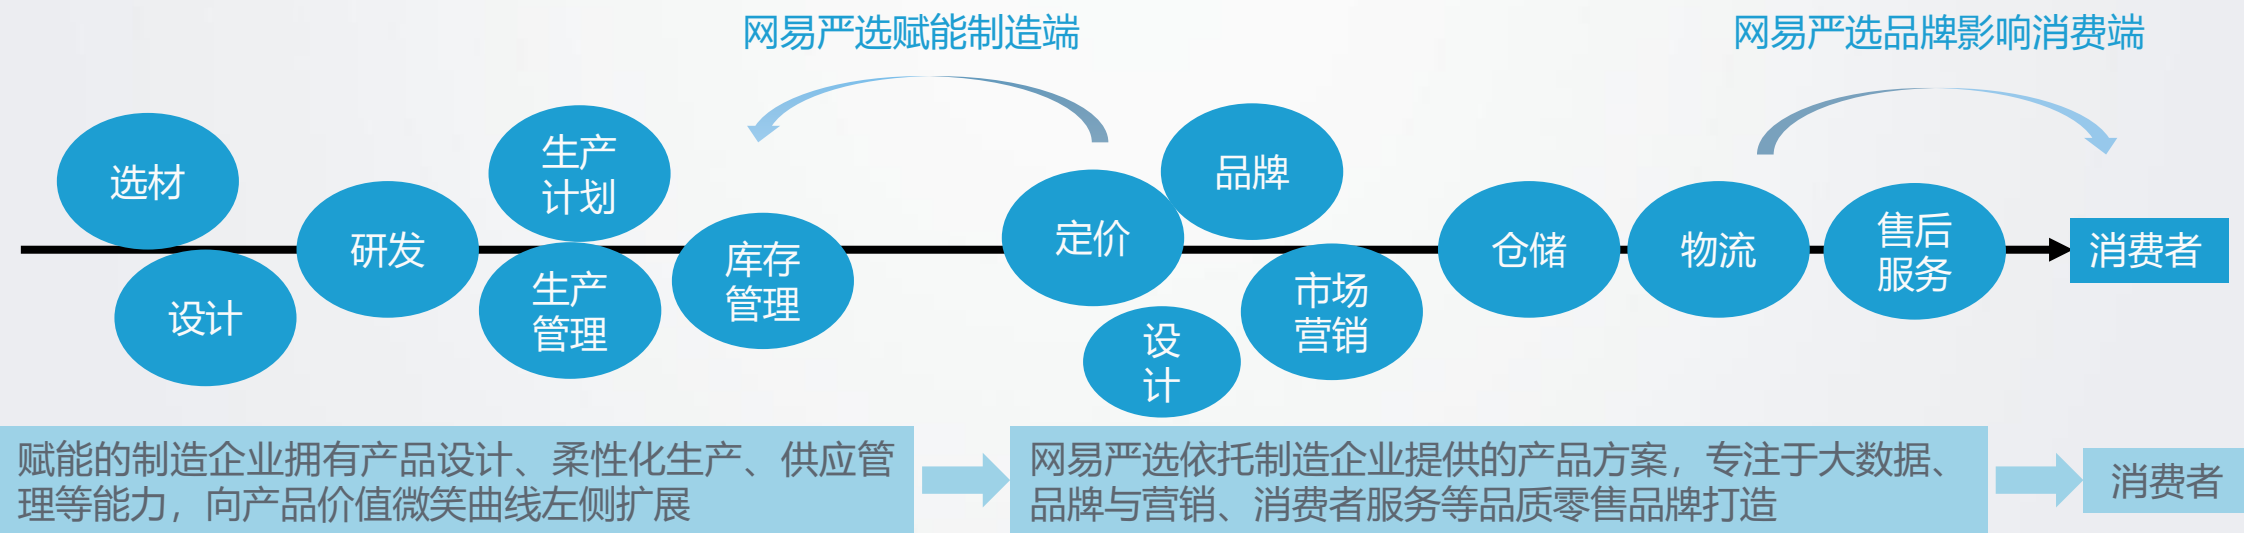 网易严选赋能制造端
网易严选品牌影响消费端
选材
设计
研发
生产
计划
生产
管理
库存
管理
定价
品牌
设
计
市场
营销
仓储
物流
售后
服务
消费者
赋能的制造企业拥有产品设计、柔性化生产、供应管
理等能力，向产品价值微笑曲线左侧扩展
网易严选依托制造企业提供的产品方案，专注于大数据、
品牌与营销、消费者服务等品质零售品牌打造
消费者